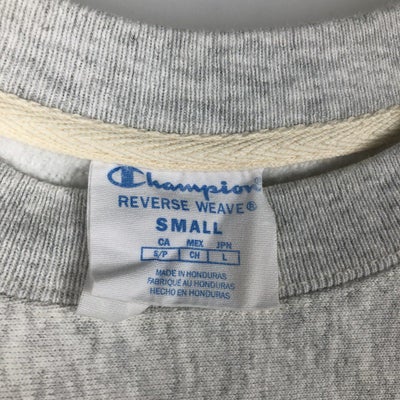 Champion
REVERSE WEAVE®
SMALL
CA MEX JPN
S/P CH L
MADE IN HONDURAS
FABRIQUÉ AU HONDURAS
HECHO EN HONDURAS